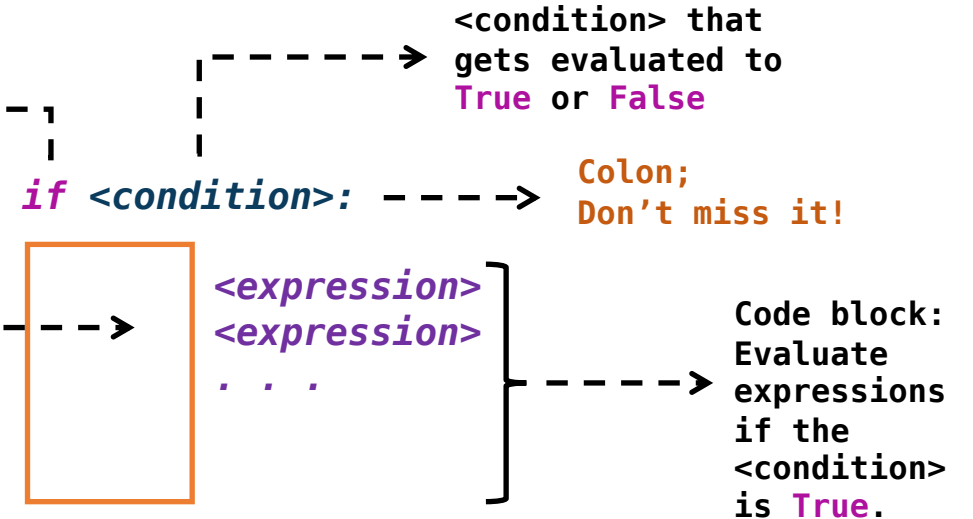 <condition> that
gets evaluated to
True or False
if <condition>:
Colon;
Don’t miss it!
<expression>
<expression>
. . .
Code block:
Evaluate
expressions
if the
<condition>
is True.